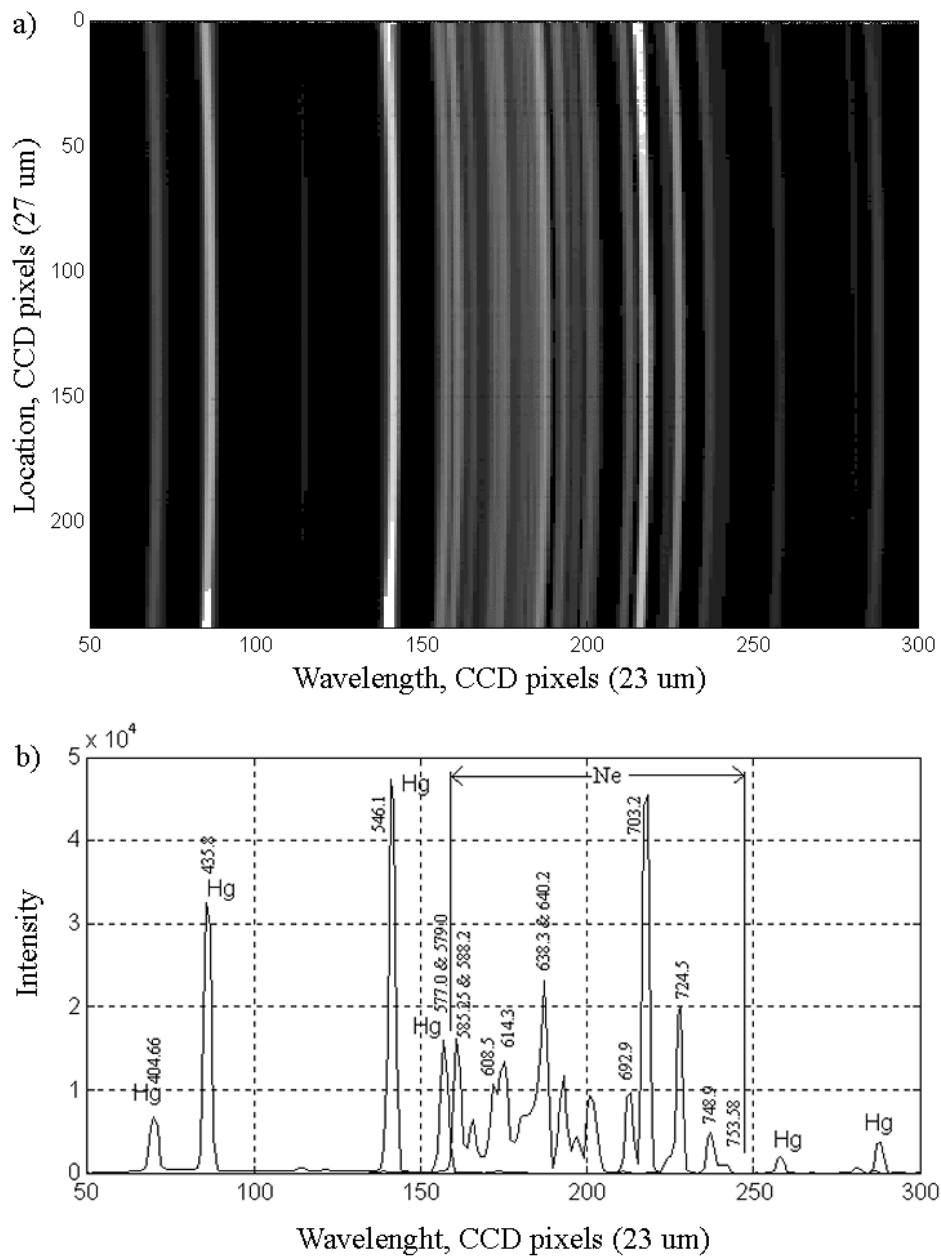 a)
0
50
100
150
200
Location, CCD pixels (27 um)
50 100 150 200 250 300
Wavelength, CCD pixels (23 um)
b)
x 10⁴
5
4
3
2
1
0
Intensity
Hg 404.66
435.8
Hg
546.1
Hg
Hg
577.0 & 579.0
585.25 & 588.2
608.5
614.3
638.3 & 640.2
Ne
692.9
703.2
724.5
748.9
753.58
Hg
Hg
50 100 150 200 250 300
Wavelenght, CCD pixels (23 um)